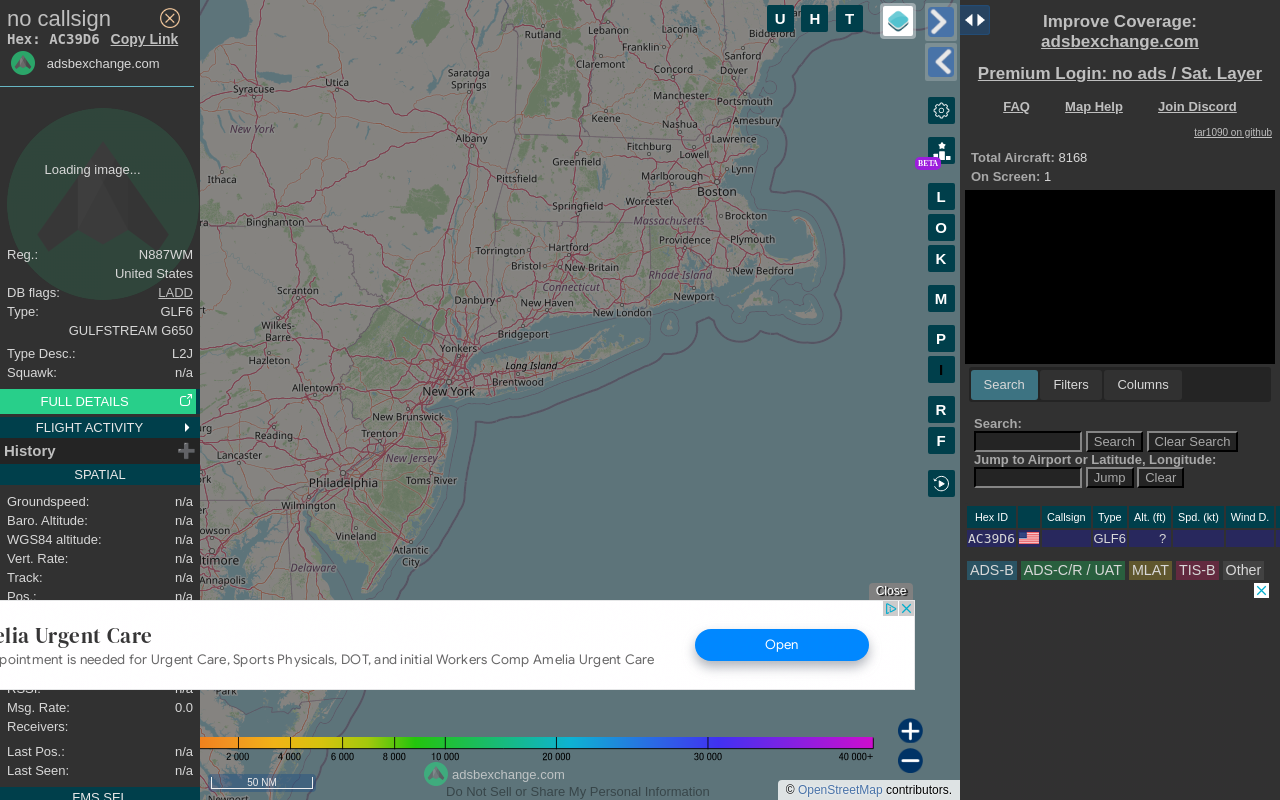 no callsign
Hex: AC39D6 Copy Link
adsbexchange.com
Loading image...
Reg.: N887WM
United States
DB flags: LADD
Type: GLF6
GULFSTREAM G650
Type Desc.: L2J
Squawk: n/a
FULL DETAILS
FLIGHT ACTIVITY
History
SPATIAL
Groundspeed: n/a
Baro. Altitude: n/a
WGS84 altitude: n/a
Vert. Rate: n/a
Track: n/a
Pos.: n/a
RSSI: n/a
Msg. Rate: 0.0
Receivers:
Last Pos.: n/a
Last Seen: n/a
FMS SEL
U H T
BETA
L
O
K
M
P
I
R
F
Rutland
Lebanon
Laconia
Biddeford
Franklin
Claremont
Sanford
Concord
Dover
Saratoga
Springs
Utica
Syracuse
Manchester
Portsmouth
Keene
Nashua
Amesbury
New York
Albany
Lawrence
Fitchburg
Lowell
Greenfield
Lynn
Marlborough
Ithaca
Pittsfield
Boston
Worcester
Springfield
Brockton
Massachusetts
Binghamton
Plymouth
Providence
Hartford
Torrington
Bristol
New Britain
New Bedford
Rhode Island
Connecticut
Scranton
Newport
Danbury
New Haven
New London
Wilkes-
Barre
Bridgeport
Yonkers
Hazleton
Long Island
Brentwood
Allentown
New York
New Brunswick
Reading
Trenton
Lancaster
New Jersey
Toms River
Philadelphia
Wilmington
Vineland
Atlantic
City
Annapolis
Delaware
Close
elia Urgent Care
pointment is needed for Urgent Care, Sports Physicals, DOT, and initial Workers Comp Amelia Urgent Care
Open
Park
2 000 4 000 6 000 8 000 10 000 20 000 30 000 40 000+
50 NM
adsbexchange.com
Do Not Sell or Share My Personal Information
© OpenStreetMap contributors.
Newport
Improve Coverage:
adsbexchange.com
Premium Login: no ads / Sat. Layer
FAQ Map Help Join Discord
tar1090 on github
Total Aircraft: 8168
On Screen: 1
Search Filters Columns
Search:
Search Clear Search
Jump to Airport or Latitude, Longitude:
Jump Clear
Hex ID Callsign Type Alt. (ft) Spd. (kt) Wind D.
AC39D6 GLF6 ?
ADS-B ADS-C/R / UAT MLAT TIS-B Other